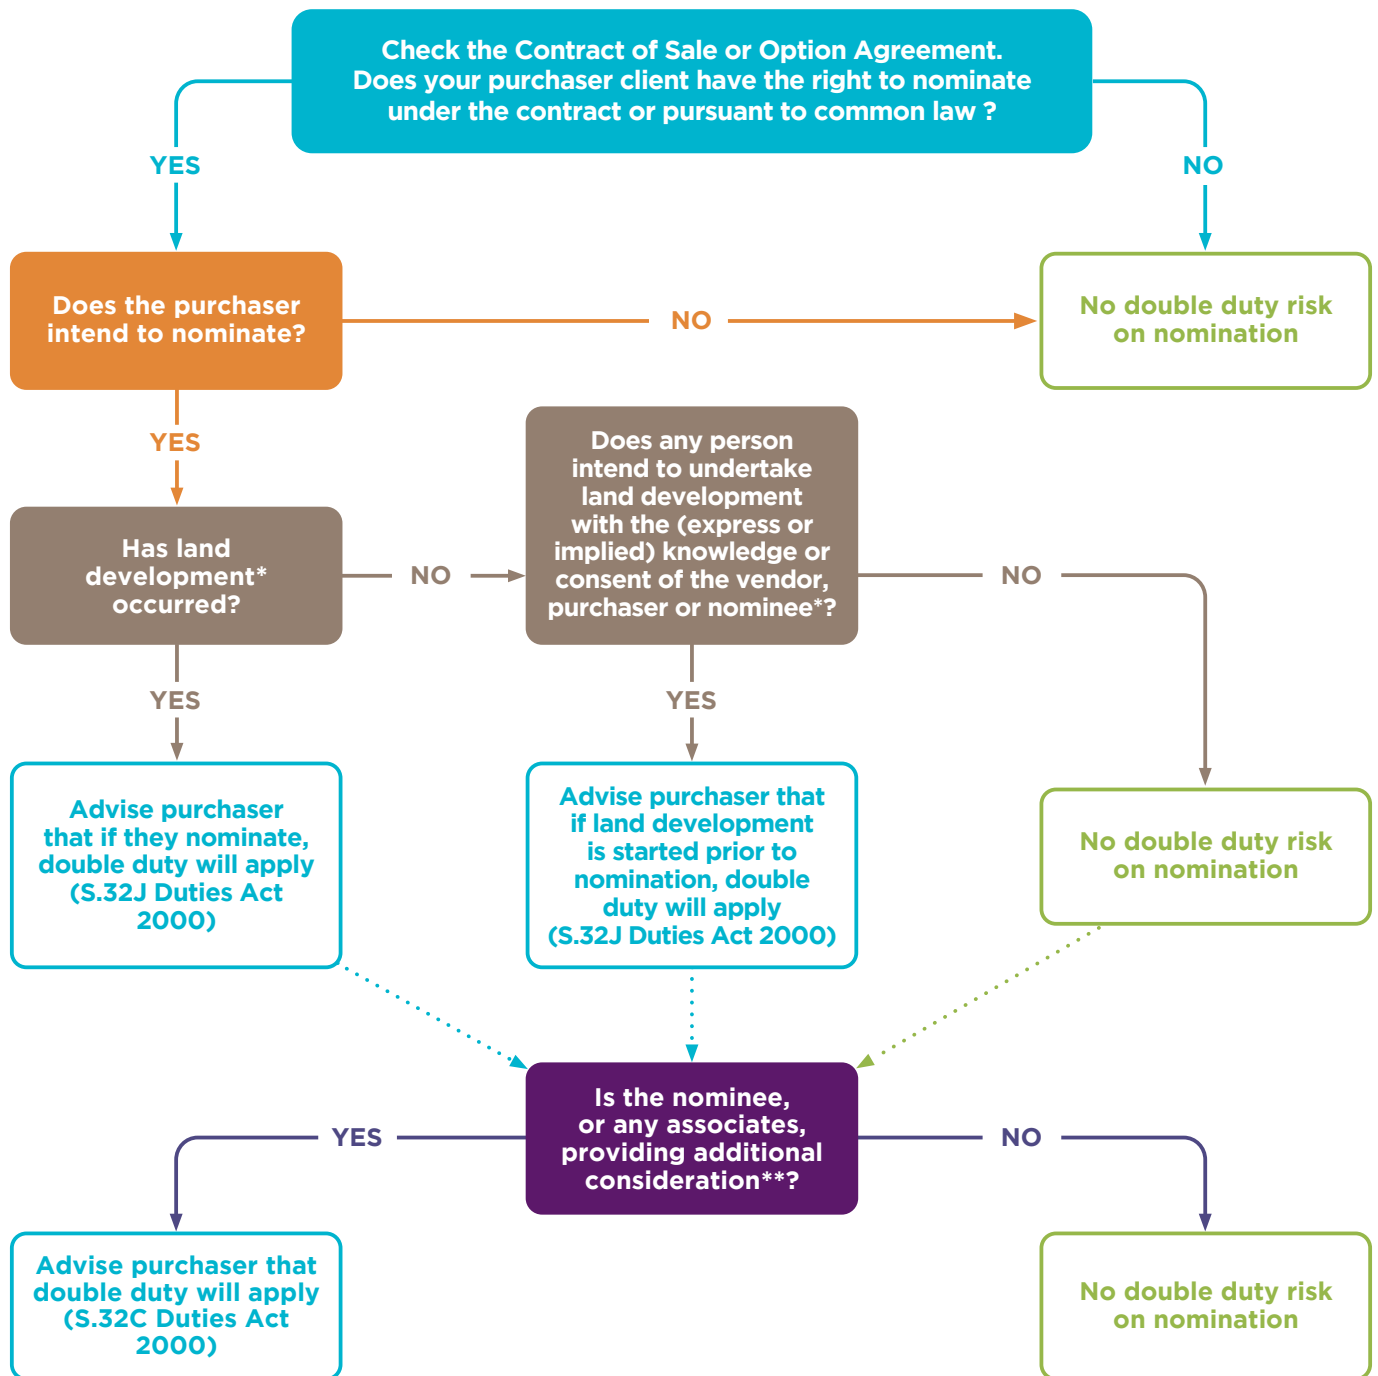 Check the Contract of Sale or Option Agreement.
Does your purchaser client have the right to nominate
under the contract or pursuant to common law ?
YES
NO
Does the purchaser
intend to nominate?
NO
No double duty risk
on nomination
YES
Has land
development*
occurred?
NO
Does any person
intend to undertake
land development
with the (express or
implied) knowledge or
consent of the vendor,
purchaser or nominee*?
NO
YES
YES
Advise purchaser
that if they nominate,
double duty will apply
(S.32J Duties Act
2000)
Advise purchaser that
if land development
is started prior to
nomination, double
duty will apply
(S.32J Duties Act 2000)
No double duty risk
on nomination
Is the nominee,
or any associates,
providing additional
consideration**?
YES
NO
Advise purchaser that
double duty will apply
(S.32C Duties Act
2000)
No double duty risk
on nomination